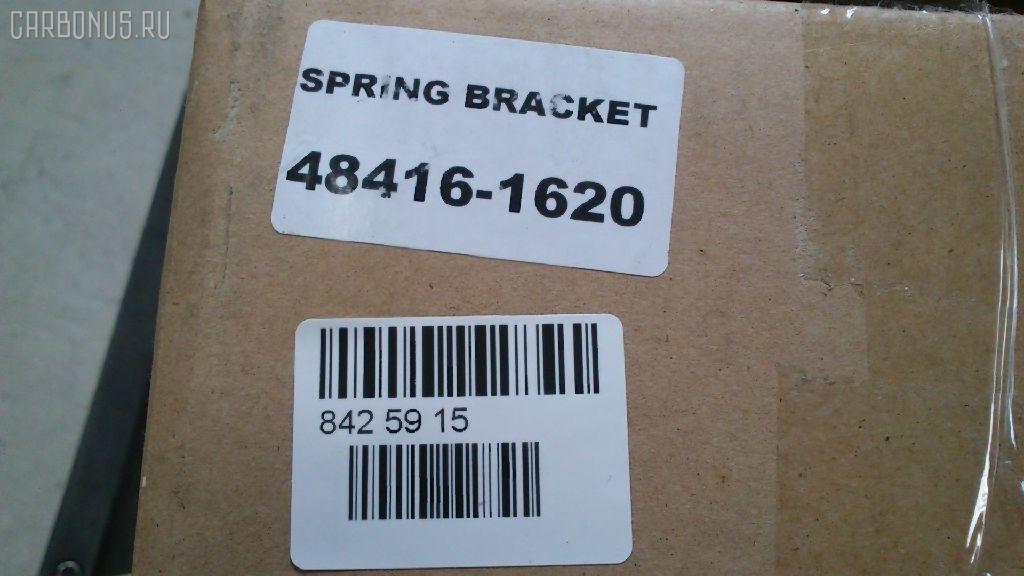 CARBONUS.RU
SPRING BRACKET
48416-1620
842 59 15